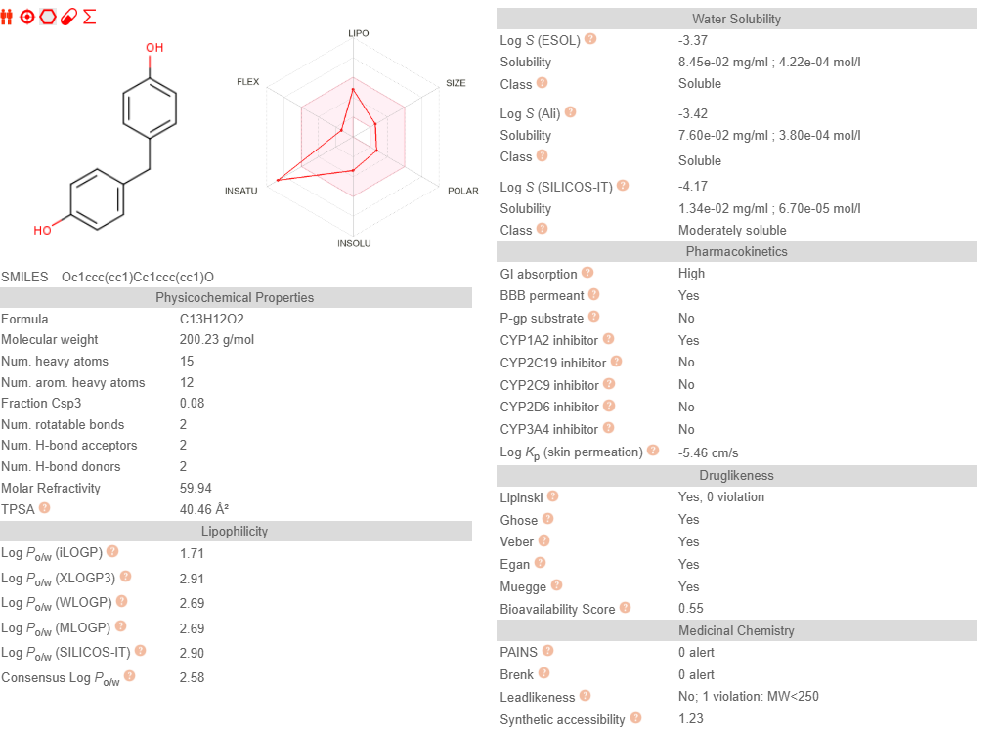 OH
HO
LIPO
SIZE
POLAR
INSOLU
INSATU
FLEX
SMILES Oc1ccc(cc1)Cc1ccc(cc1)O
Physicochemical Properties
Formula C13H12O2
Molecular weight 200.23 g/mol
Num. heavy atoms 15
Num. arom. heavy atoms 12
Fraction Csp3 0.08
Num. rotatable bonds 2
Num. H-bond acceptors 2
Num. H-bond donors 2
Molar Refractivity 59.94
TPSA ? 40.46 Å²
Lipophilicity
Log Po/w (iLOGP) ? 1.71
Log Po/w (XLOGP3) ? 2.91
Log Po/w (WLOGP) ? 2.69
Log Po/w (MLOGP) ? 2.69
Log Po/w (SILICOS-IT) ? 2.90
Consensus Log Po/w ? 2.58
Water Solubility
Log S (ESOL) ? -3.37
Solubility 8.45e-02 mg/ml ; 4.22e-04 mol/l
Class ? Soluble
Log S (Ali) ? -3.42
Solubility 7.60e-02 mg/ml ; 3.80e-04 mol/l
Class ? Soluble
Log S (SILICOS-IT) ? -4.17
Solubility 1.34e-02 mg/ml ; 6.70e-05 mol/l
Class ? Moderately soluble
Pharmacokinetics
GI absorption ? High
BBB permeant ? Yes
P-gp substrate ? No
CYP1A2 inhibitor ? Yes
CYP2C19 inhibitor ? No
CYP2C9 inhibitor ? No
CYP2D6 inhibitor ? No
CYP3A4 inhibitor ? No
Log Kp (skin permeation) ? -5.46 cm/s
Druglikeness
Lipinski ? Yes; 0 violation
Ghose ? Yes
Veber ? Yes
Egan ? Yes
Muegge ? Yes
Bioavailability Score ? 0.55
Medicinal Chemistry
PAINS ? 0 alert
Brenk ? 0 alert
Leadlikeness ? No; 1 violation: MW<250
Synthetic accessibility ? 1.23